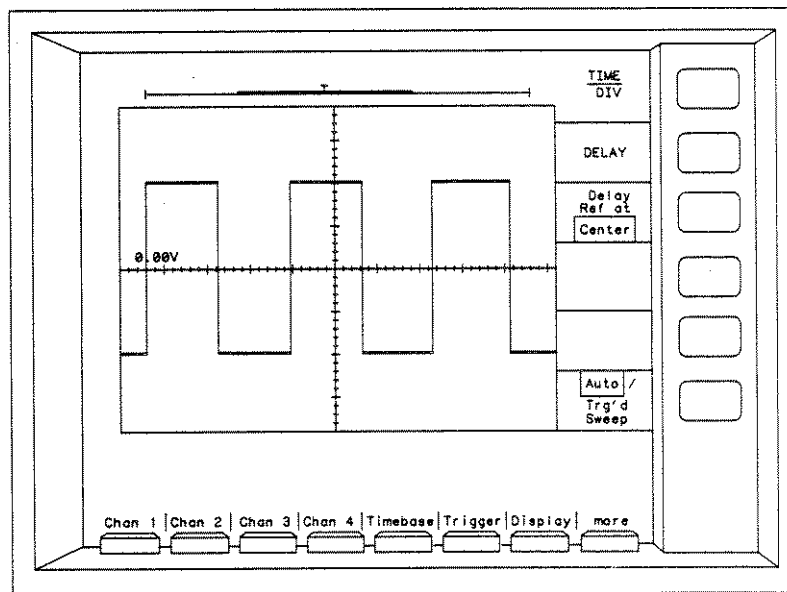 TIME
DIV
DELAY
Delay
Ref at
Center
0.00V
Auto /
Trg'd
Sweep
Chan 1 | Chan 2 | Chan 3 | Chan 4 | Timebase | Trigger | Display | more